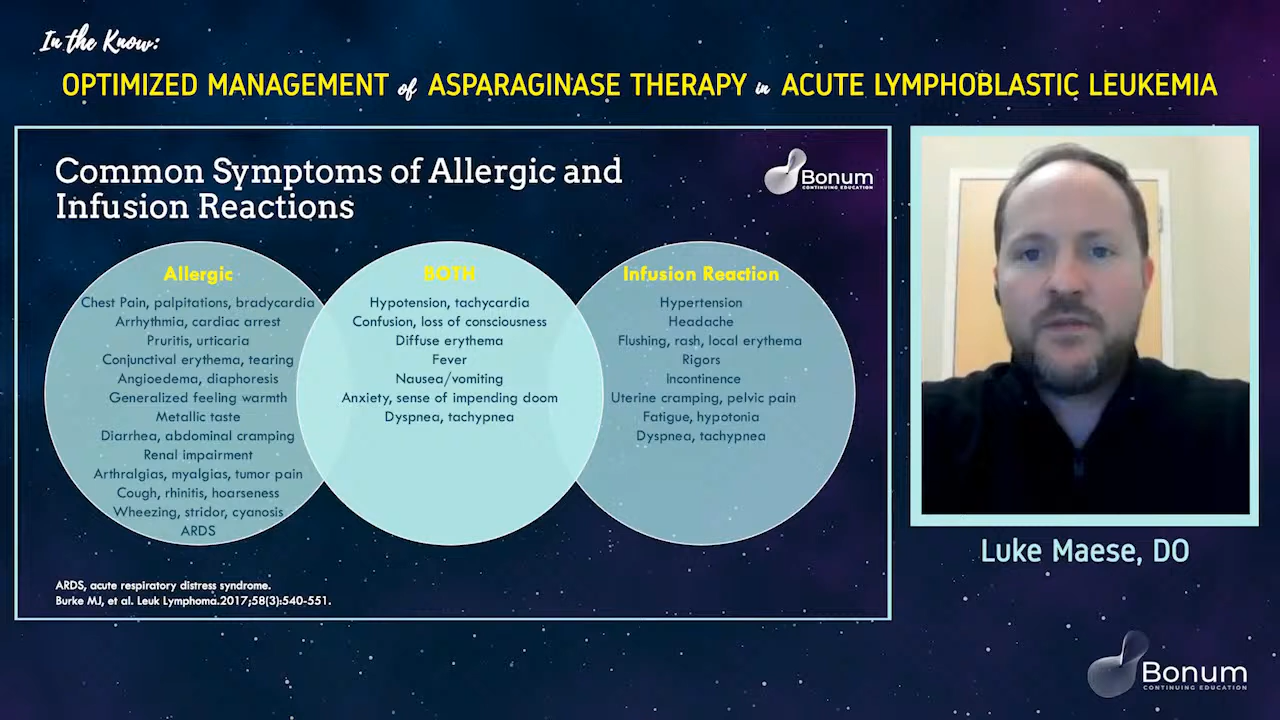 In the Know:
OPTIMIZED MANAGEMENT of ASPARAGINASE THERAPY in ACUTE LYMPHOBLASTIC LEUKEMIA
Common Symptoms of Allergic and
Infusion Reactions
Bonum
CONTINUING EDUCATION
Allergic
Chest Pain, palpitations, bradycardia
Arrhythmia, cardiac arrest
Pruritis, urticaria
Conjunctival erythema, tearing
Angioedema, diaphoresis
Generalized feeling warmth
Metallic taste
Diarrhea, abdominal cramping
Renal impairment
Arthralgias, myalgias, tumor pain
Cough, rhinitis, hoarseness
Wheezing, stridor, cyanosis
ARDS
BOTH
Hypotension, tachycardia
Confusion, loss of consciousness
Diffuse erythema
Fever
Nausea/vomiting
Anxiety, sense of impending doom
Dyspnea, tachypnea
Infusion Reaction
Hypertension
Headache
Flushing, rash, local erythema
Rigors
Incontinence
Uterine cramping, pelvic pain
Fatigue, hypotonia
Dyspnea, tachypnea
ARDS, acute respiratory distress syndrome.
Burke MJ, et al. Leuk Lymphoma.2017;58(3):540-551.
Luke Maese, DO
Bonum
CONTINUING EDUCATION